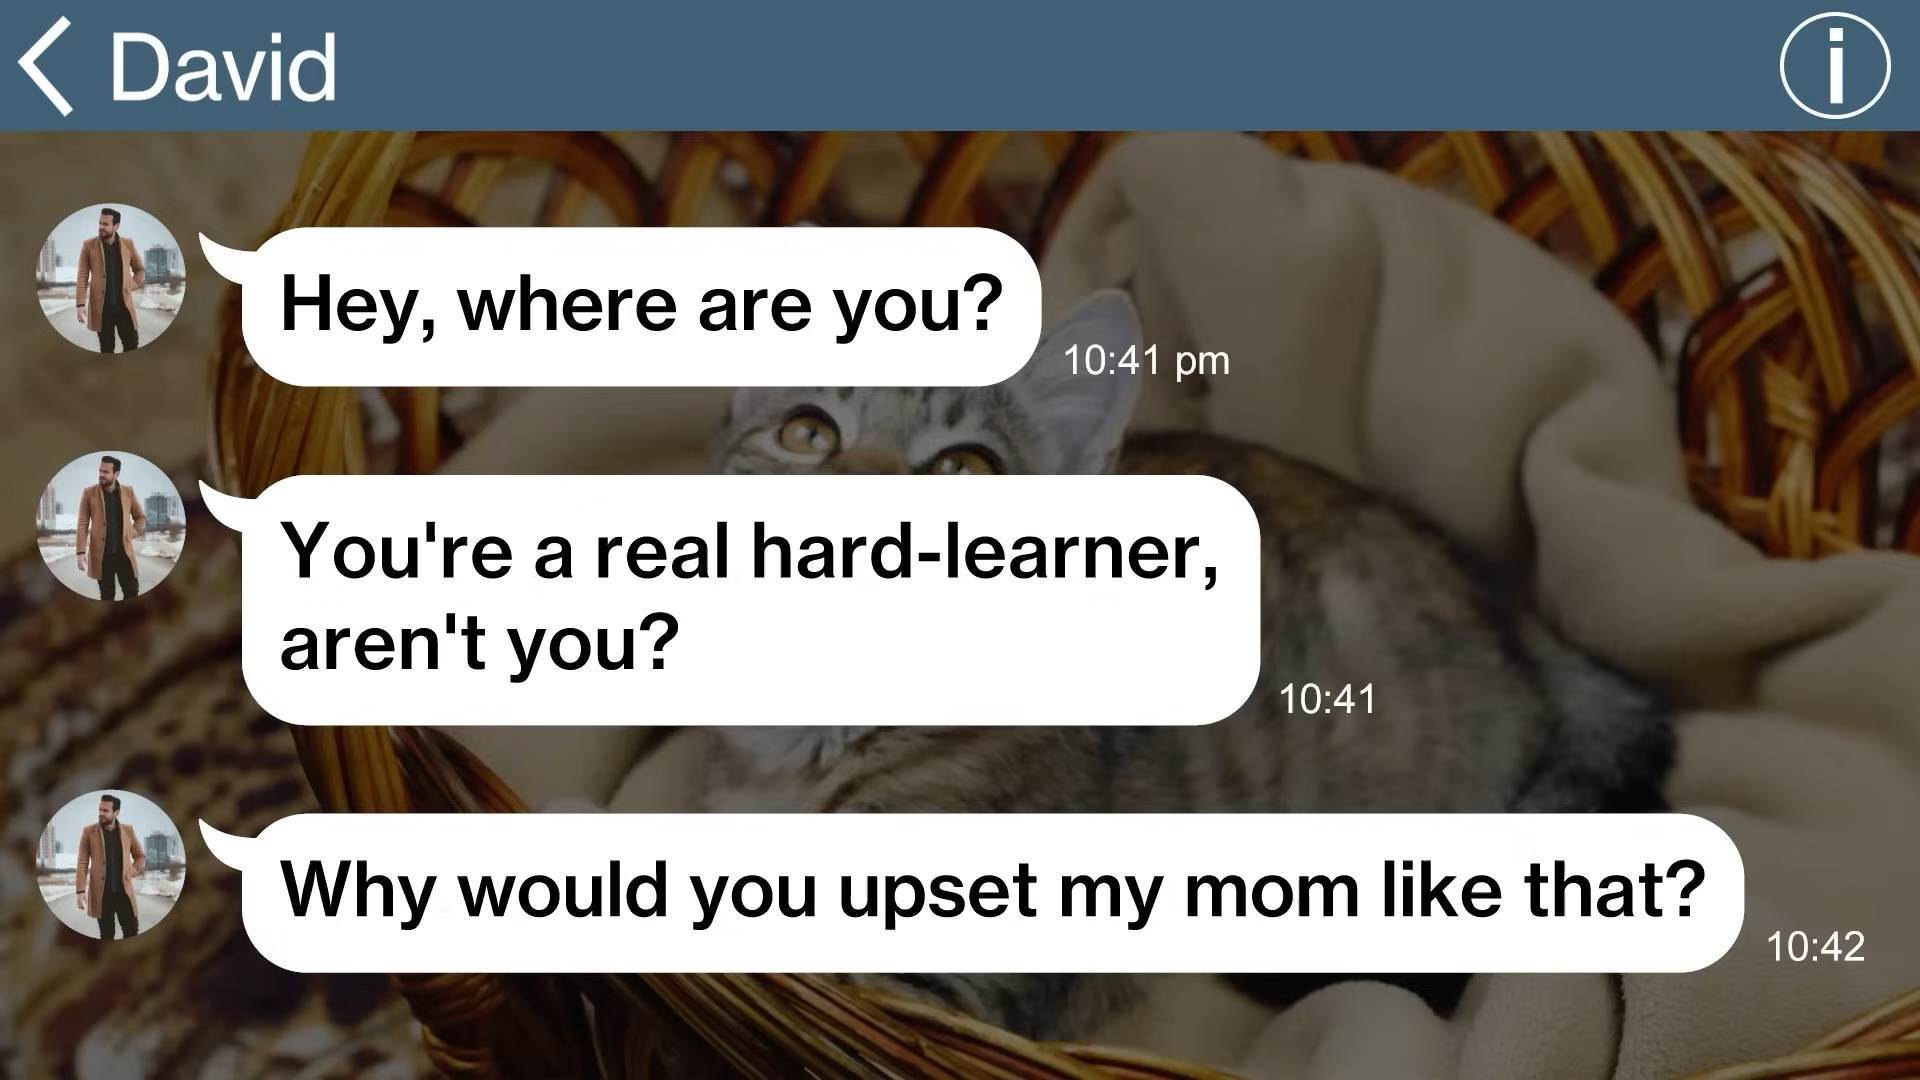 David
Hey, where are you?
10:41 pm
You're a real hard-learner,
aren't you?
10:41
Why would you upset my mom like that?
10:42